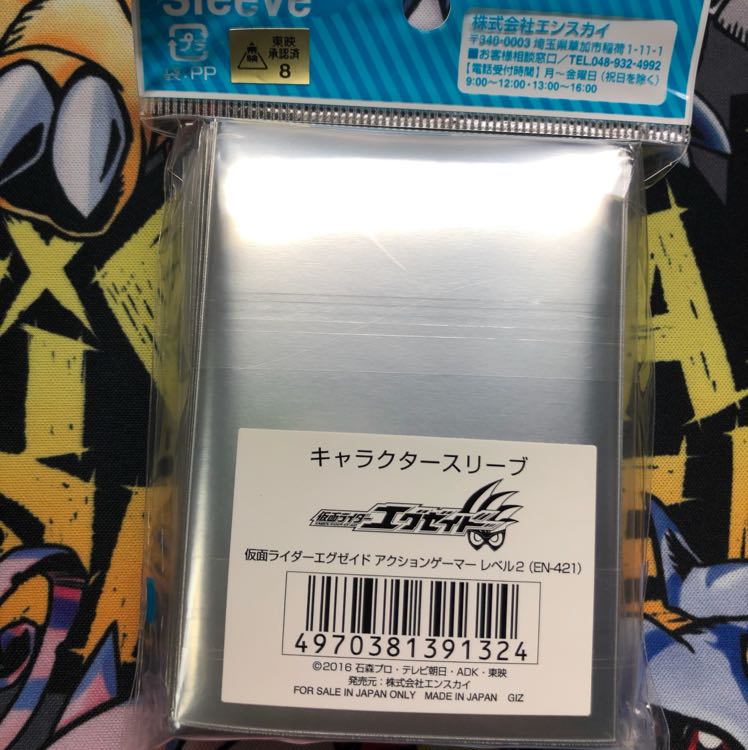 Sleeve
プラ
袋:PP
東映
承認済
東映
8
株式会社エンスカイ
〒340-0003 埼玉県草加市稲荷1-11-1
■お客様相談窓口／TEL.048-932-4992
【電話受付時間】月～金曜日(祝日を除く)
9:00～12:00・13:00～16:00
キャラクタースリーブ
仮面ライダー
エグゼイド
仮面ライダーエグゼイド アクションゲーマー レベル2 (EN-421)
4970381391324
©2016 石森プロ・テレビ朝日・ADK・東映
発売元：株式会社エンスカイ
FOR SALE IN JAPAN ONLY MADE IN JAPAN GIZ